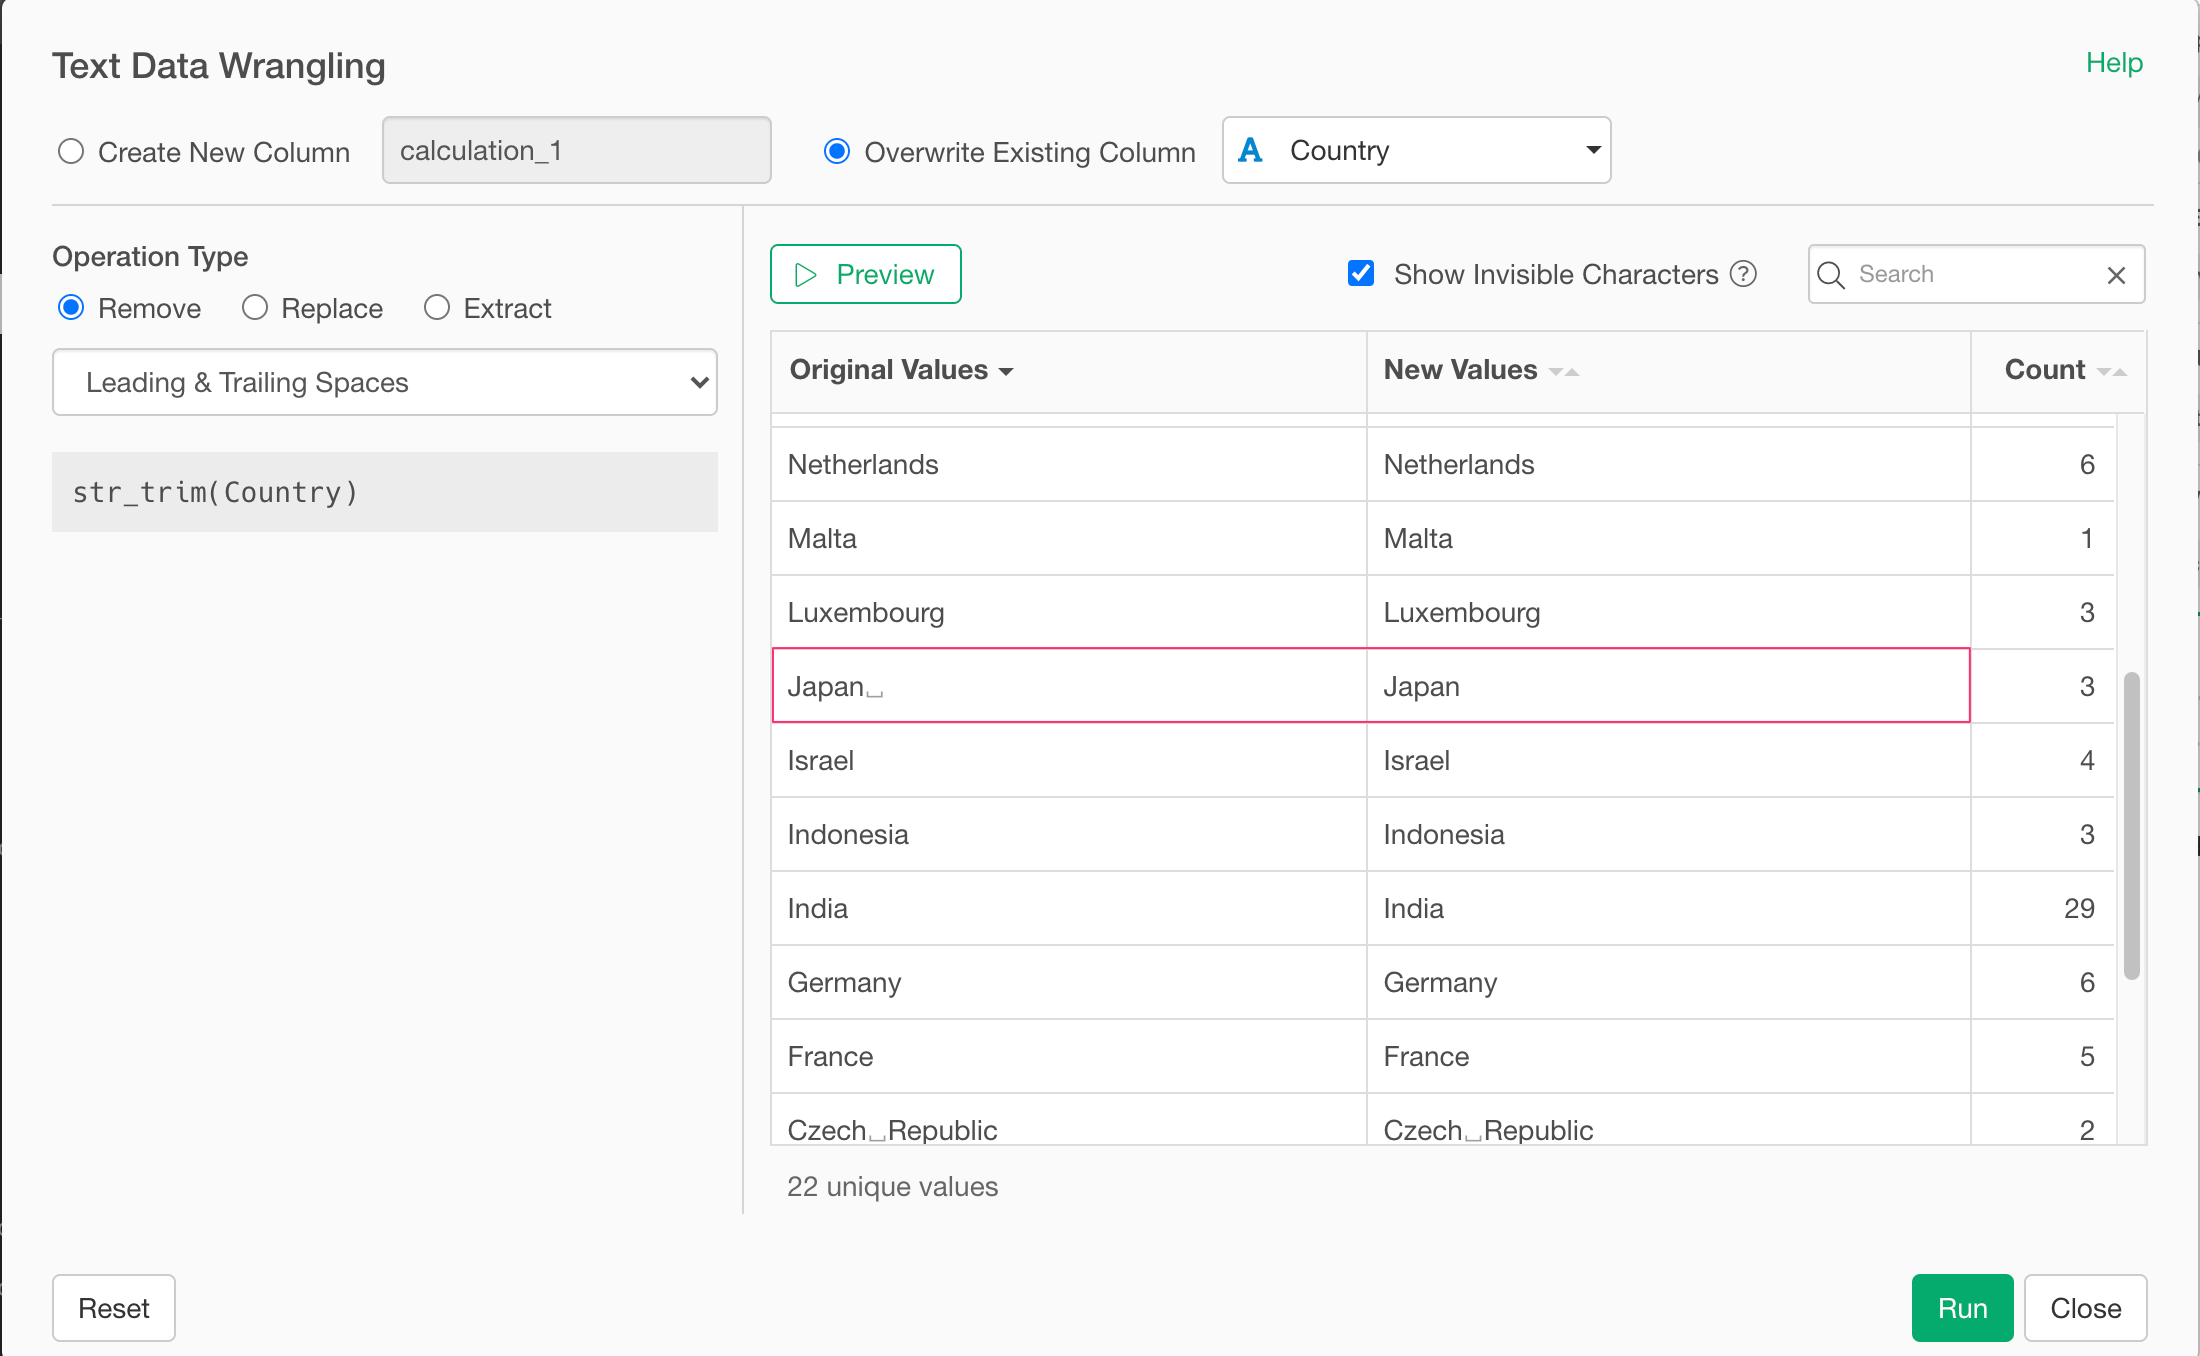 Text Data Wrangling
Help
Create New Column
calculation_1
Overwrite Existing Column
A Country
Operation Type
Remove
Replace
Extract
Leading & Trailing Spaces
str_trim(Country)
Preview
Show Invisible Characters ?
Search
Original Values New Values Count
Netherlands Netherlands 6
Malta Malta 1
Luxembourg Luxembourg 3
Japan␣ Japan 3
Israel Israel 4
Indonesia Indonesia 3
India India 29
Germany Germany 6
France France 5
Czech␣Republic Czech␣Republic 2
22 unique values
Reset
Run
Close